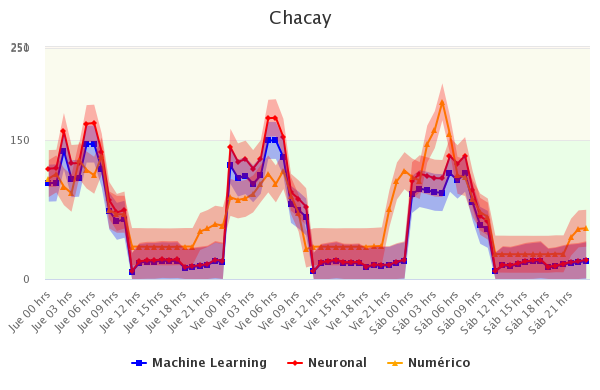 Chacay
250
150
0
Jue 00 hrs
Jue 03 hrs
Jue 06 hrs
Jue 09 hrs
Jue 12 hrs
Jue 15 hrs
Jue 18 hrs
Jue 21 hrs
Vie 00 hrs
Vie 03 hrs
Vie 06 hrs
Vie 09 hrs
Vie 12 hrs
Vie 15 hrs
Vie 18 hrs
Vie 21 hrs
Sáb 00 hrs
Sáb 03 hrs
Sáb 06 hrs
Sáb 09 hrs
Sáb 12 hrs
Sáb 15 hrs
Sáb 18 hrs
Sáb 21 hrs
Machine Learning Neuronal Numérico